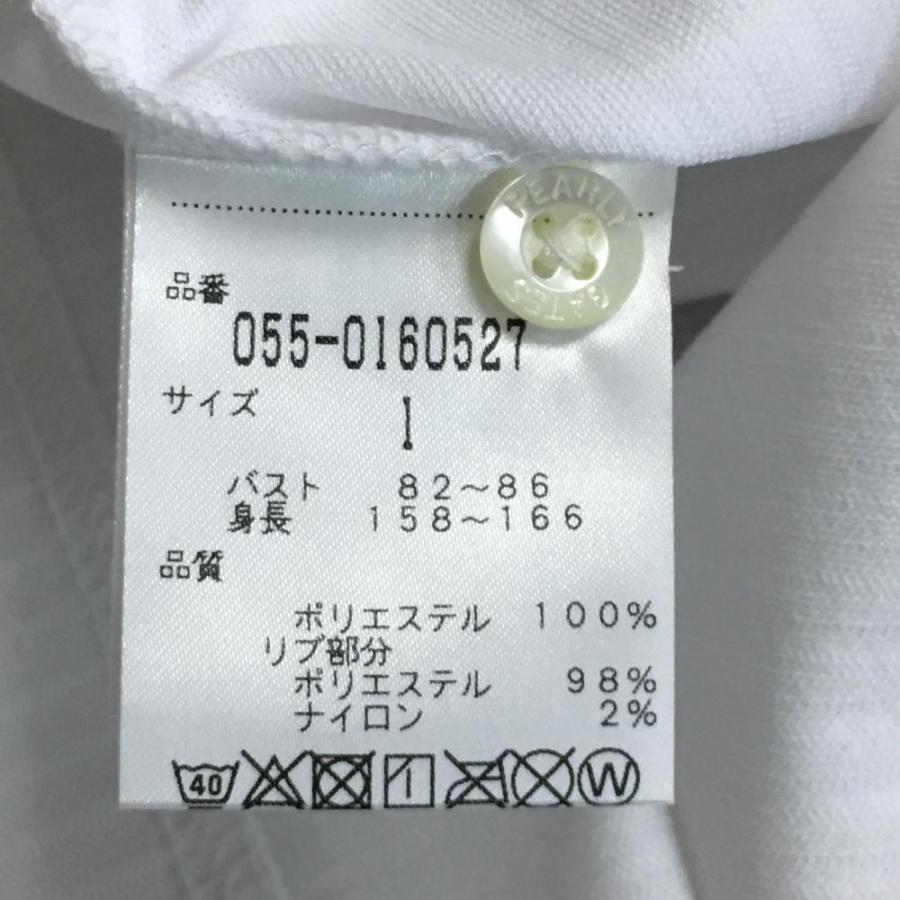 PEARLY
GATES
品番
055-0160527
サイズ
1
バスト 82~86
身長 158~166
品質
ポリエステル 100%
リブ部分
ポリエステル 98%
ナイロン 2%
40 W